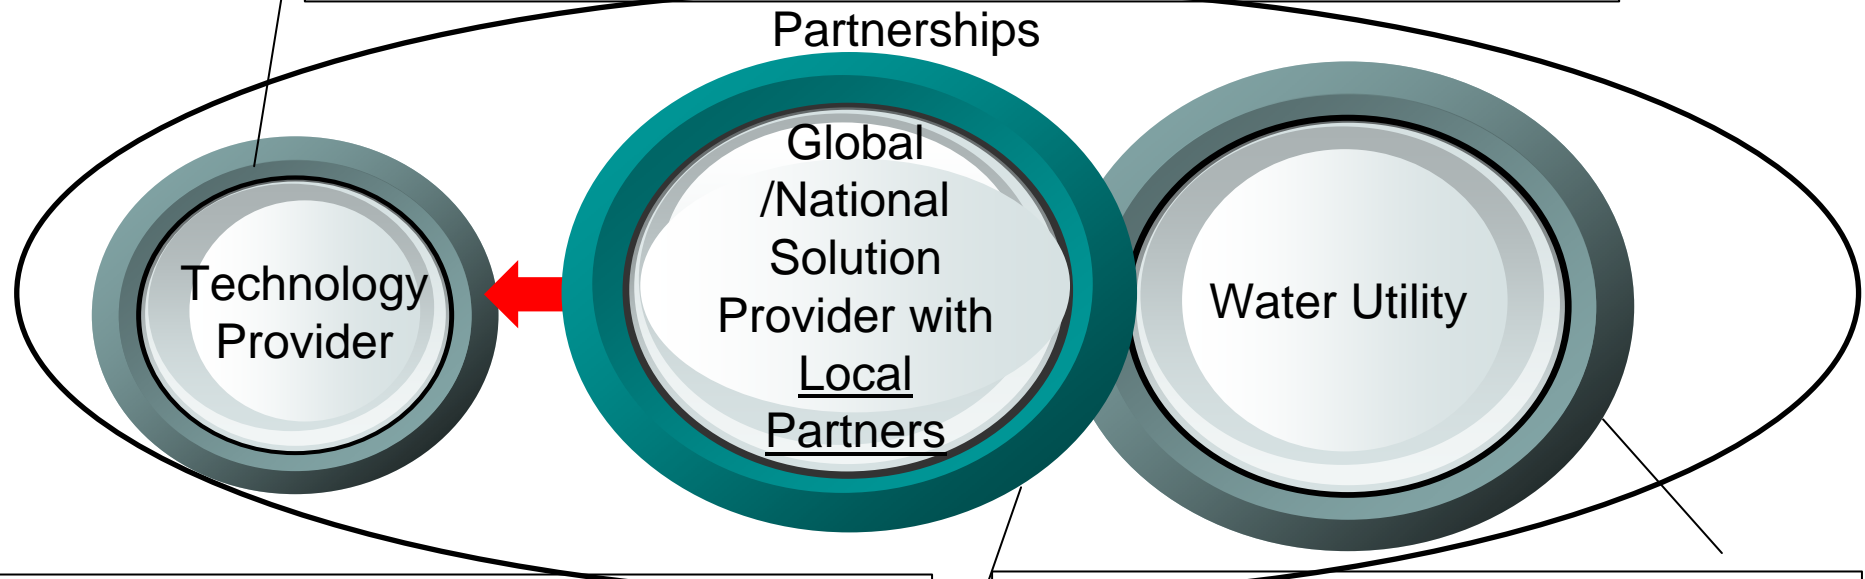 Partnerships
Technology
Provider
Global
/National
Solution
Provider with
Local
Partners
Water Utility